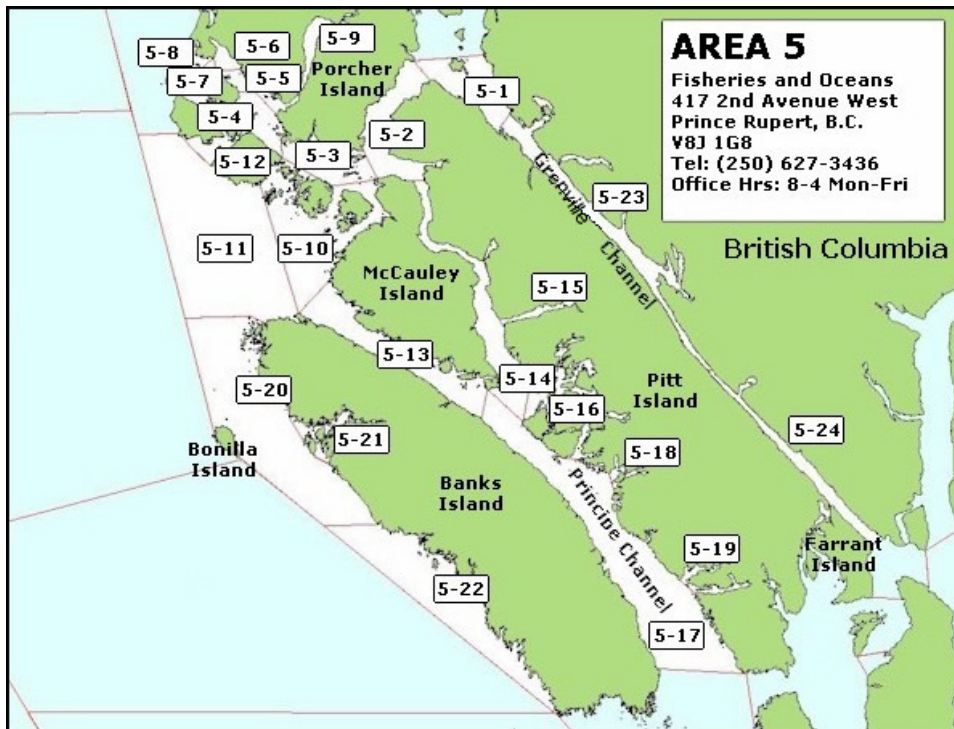 AREA 5
Fisheries and Oceans
417 2nd Avenue West
Prince Rupert, B.C.
V8J 1G8
Tel: (250) 627-3436
Office Hrs: 8-4 Mon-Fri
5-9
5-6
5-8
5-5
5-7
Porcher
Island
5-1
5-4
5-2
5-3
5-12
Grenville
Channel
5-23
5-11
5-10
British Columbia
McCauley
Island
5-15
5-13
5-14
5-16
Pitt
Island
5-20
5-21
5-24
Bonilla
Island
5-18
Banks
Island
Principe Channel
5-19
Farrant
Island
5-22
5-17